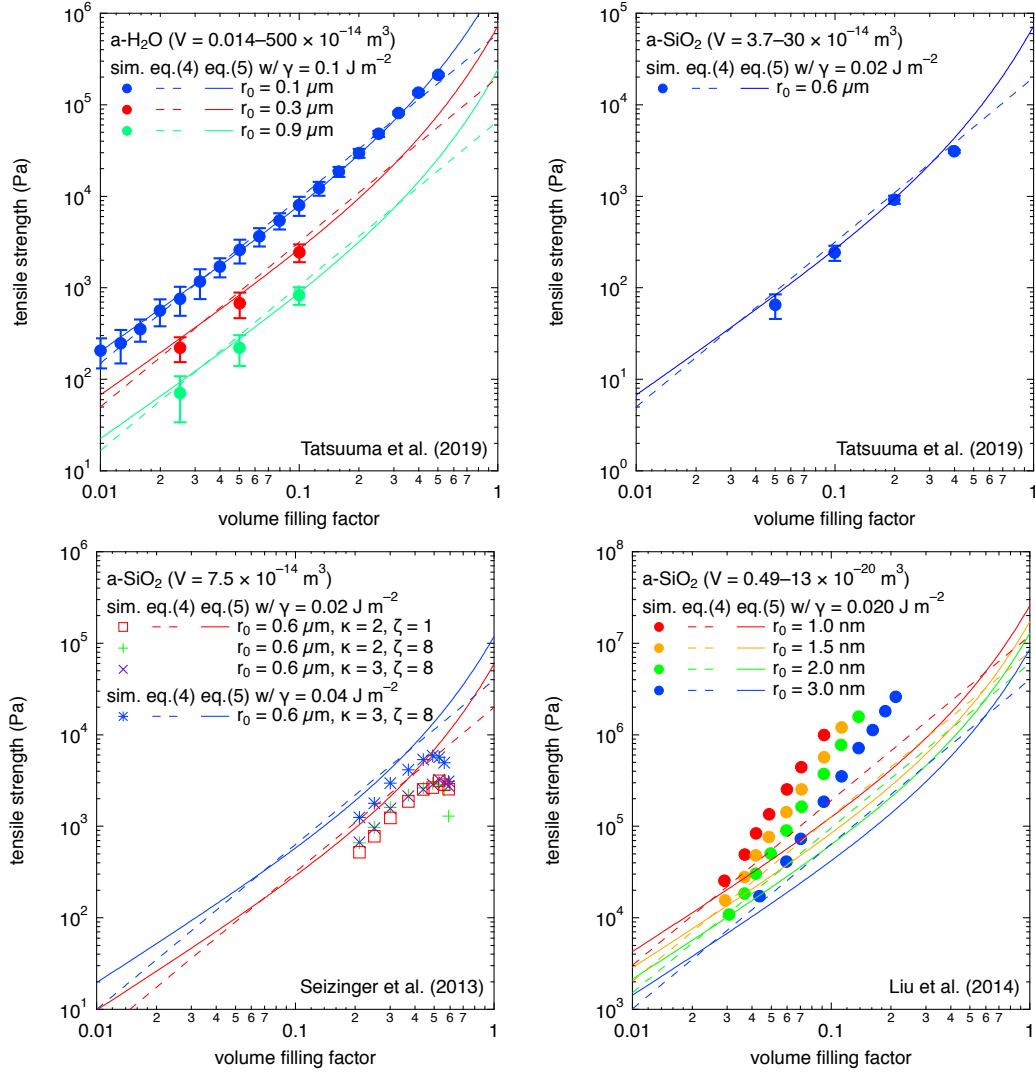 a-H₂O (V = 0.014–500 × 10⁻¹⁴ m³)
sim. eq.(4) eq.(5) w/ γ = 0.1 J m⁻²
r₀ = 0.1 µm
r₀ = 0.3 µm
r₀ = 0.9 µm
10⁶
10⁵
10⁴
10³
10²
10¹
tensile strength (Pa)
Tatsuuma et al. (2019)
0.01 2 3 4 5 6 7 0.1 2 3 4 5 6 7 1
volume filling factor
a-SiO₂ (V = 3.7–30 × 10⁻¹⁴ m³)
sim. eq.(4) eq.(5) w/ γ = 0.02 J m⁻²
r₀ = 0.6 µm
10⁵
10⁴
10³
10²
10¹
10⁰
tensile strength (Pa)
Tatsuuma et al. (2019)
0.01 2 3 4 5 6 7 0.1 2 3 4 5 6 7 1
volume filling factor
a-SiO₂ (V = 7.5 × 10⁻¹⁴ m³)
sim. eq.(4) eq.(5) w/ γ = 0.02 J m⁻²
r₀ = 0.6 µm, κ = 2, ζ = 1
r₀ = 0.6 µm, κ = 2, ζ = 8
r₀ = 0.6 µm, κ = 3, ζ = 8
sim. eq.(4) eq.(5) w/ γ = 0.04 J m⁻²
r₀ = 0.6 µm, κ = 3, ζ = 8
10⁶
10⁵
10⁴
10³
10²
10¹
tensile strength (Pa)
Seizinger et al. (2013)
0.01 2 3 4 5 6 7 0.1 2 3 4 5 6 7 1
volume filling factor
a-SiO₂ (V = 0.49–13 × 10⁻²⁰ m³)
sim. eq.(4) eq.(5) w/ γ = 0.020 J m⁻²
r₀ = 1.0 nm
r₀ = 1.5 nm
r₀ = 2.0 nm
r₀ = 3.0 nm
10⁸
10⁷
10⁶
10⁵
10⁴
10³
tensile strength (Pa)
Liu et al. (2014)
0.01 2 3 4 5 6 7 0.1 2 3 4 5 6 7 1
volume filling factor